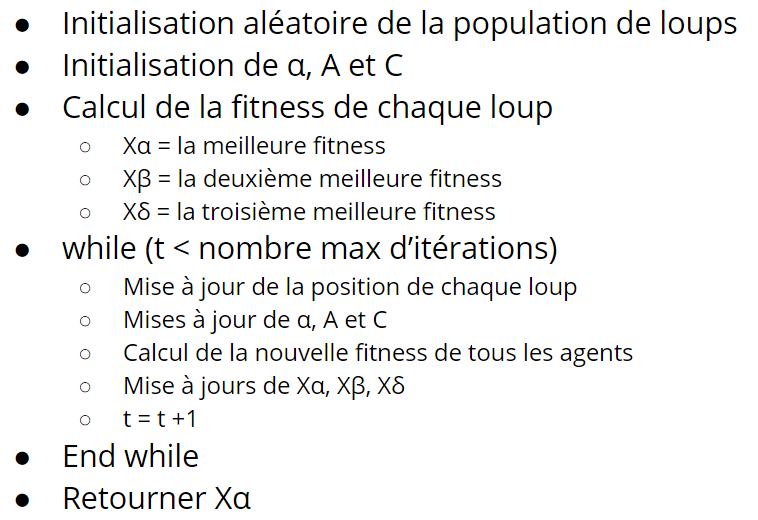 ● Initialisation aléatoire de la population de loups
● Initialisation de α, A et C
● Calcul de la fitness de chaque loup
○ Xα = la meilleure fitness
○ Xβ = la deuxième meilleure fitness
○ Xδ = la troisième meilleure fitness
● while (t < nombre max d’itérations)
○ Mise à jour de la position de chaque loup
○ Mises à jour de α, A et C
○ Calcul de la nouvelle fitness de tous les agents
○ Mise à jours de Xα, Xβ, Xδ
○ t = t +1
● End while
● Retourner Xα